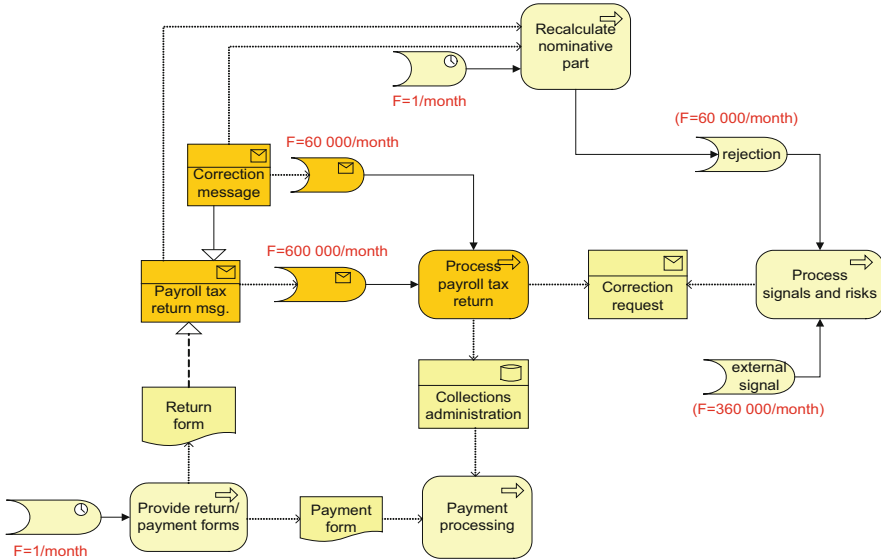 Recalculate
nominative
part
F=1/month
(F=60 000/month)
rejection
F=60 000/month
Correction
message
F=600 000/month
Payroll tax
return msg.
Process
payroll tax
return
Correction
request
Process
signals and risks
external
signal
(F=360 000/month)
Collections
administration
Return
form
Provide return/
payment forms
Payment
form
Payment
processing
F=1/month